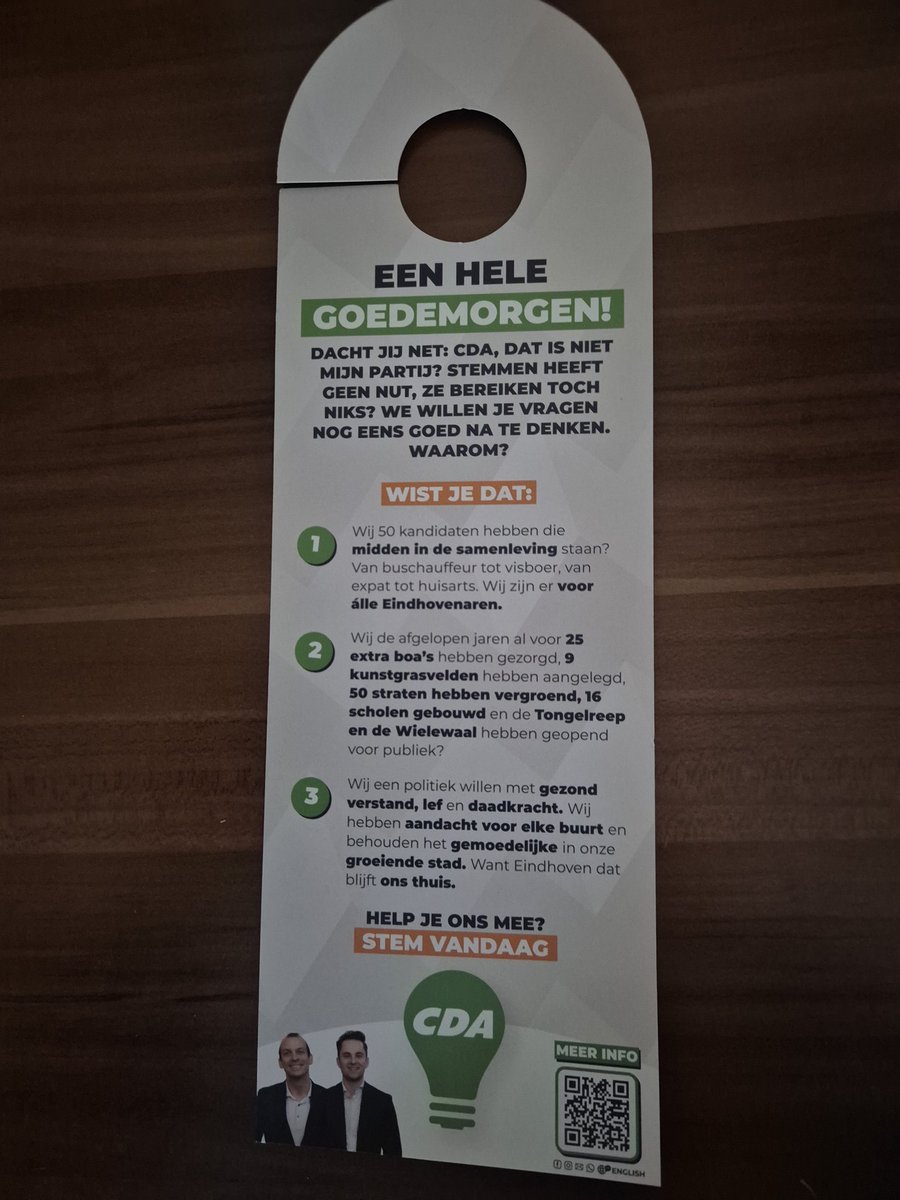 EEN HELE
GOEDEMORGEN!
DACHT JIJ NET: CDA, DAT IS NIET
MIJN PARTIJ? STEMMEN HEEFT
GEEN NUT, ZE BEREIKEN TOCH
NIKS? WE WILLEN JE VRAGEN
NOG EENS GOED NA TE DENKEN.
WAAROM?
WIST JE DAT:
1
Wij 50 kandidaten hebben die
midden in de samenleving staan?
Van buschauffeur tot visboer, van
expat tot huisarts. Wij zijn er voor
álle Eindhovenaren.
2
Wij de afgelopen jaren al voor 25
extra boa's hebben gezorgd, 9
kunstgrasvelden hebben aangelegd,
50 straten hebben vergroend, 16
scholen gebouwd en de Tongelreep
en de Wielewaal hebben geopend
voor publiek?
3
Wij een politiek willen met gezond
verstand, lef en daadkracht. Wij
hebben aandacht voor elke buurt en
behouden het gemoedelijke in onze
groeiende stad. Want Eindhoven dat
blijft ons thuis.
HELP JE ONS MEE?
STEM VANDAAG
CDA
MEER INFO
ENGLISH